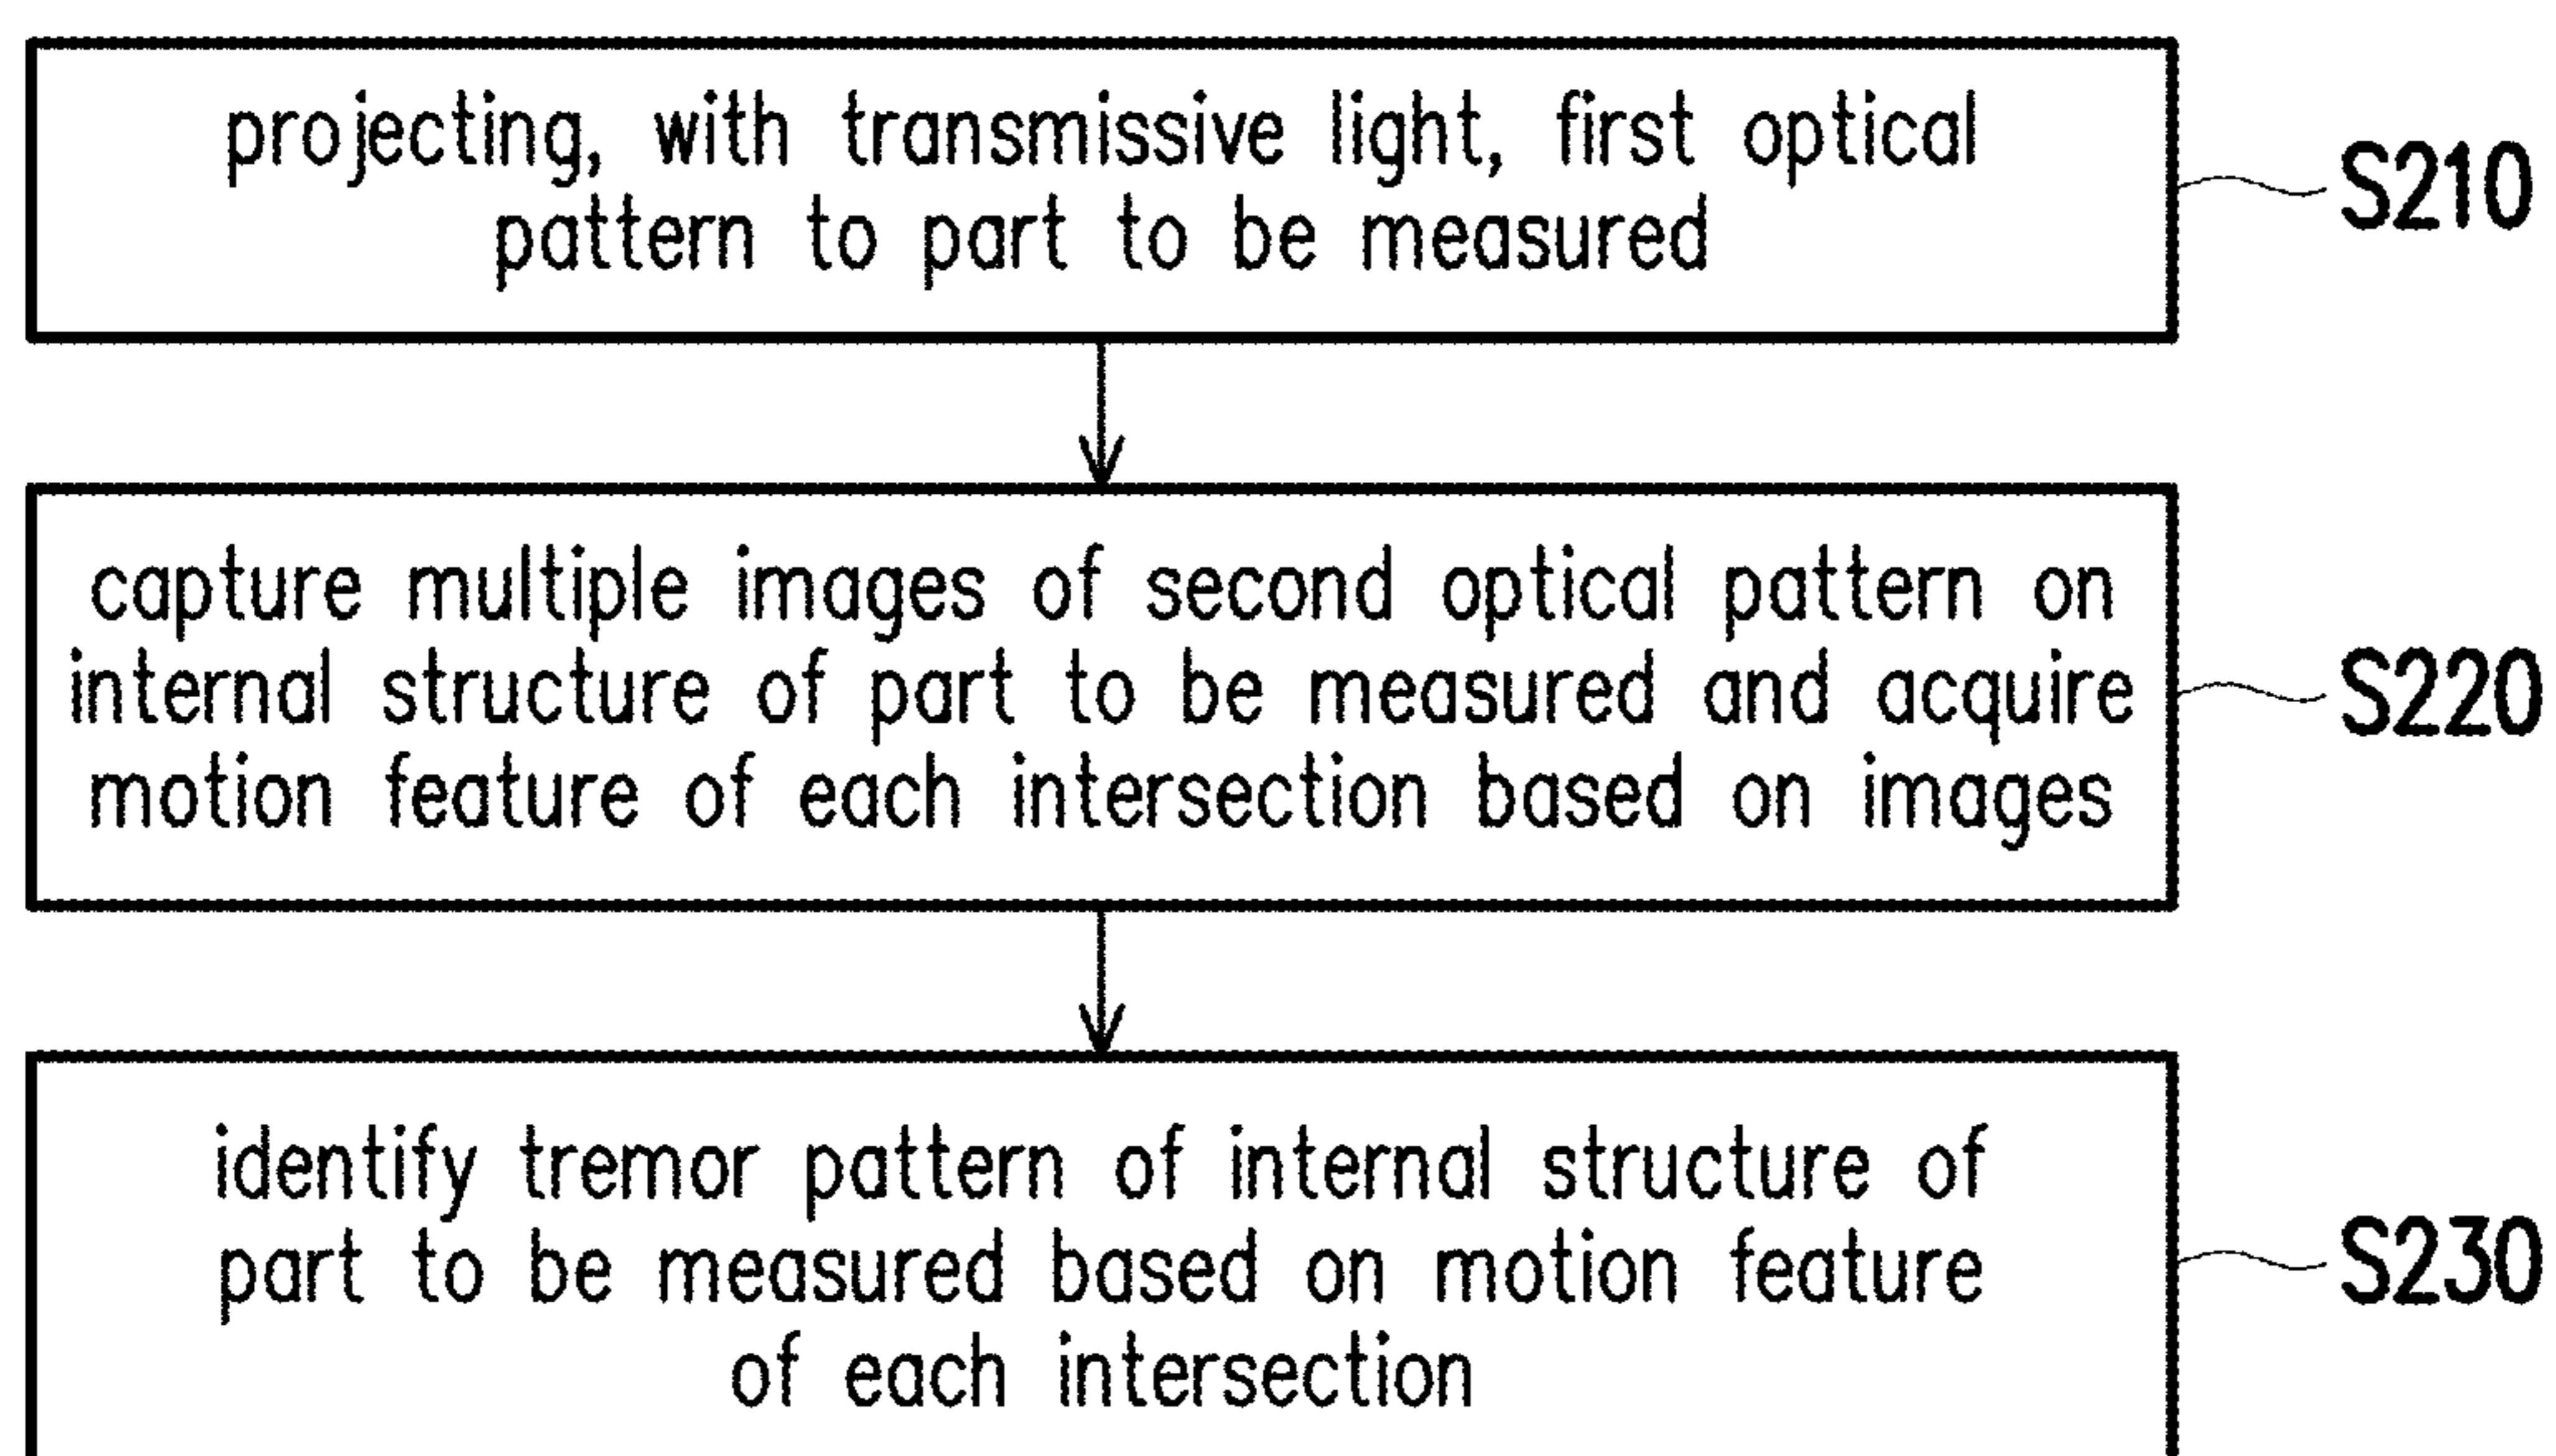 projecting, with transmissive light, first optical
pattern to part to be measured
S210
capture multiple images of second optical pattern on
internal structure of part to be measured and acquire
motion feature of each intersection based on images
S220
identify tremor pattern of internal structure of
part to be measured based on motion feature
of each intersection
S230